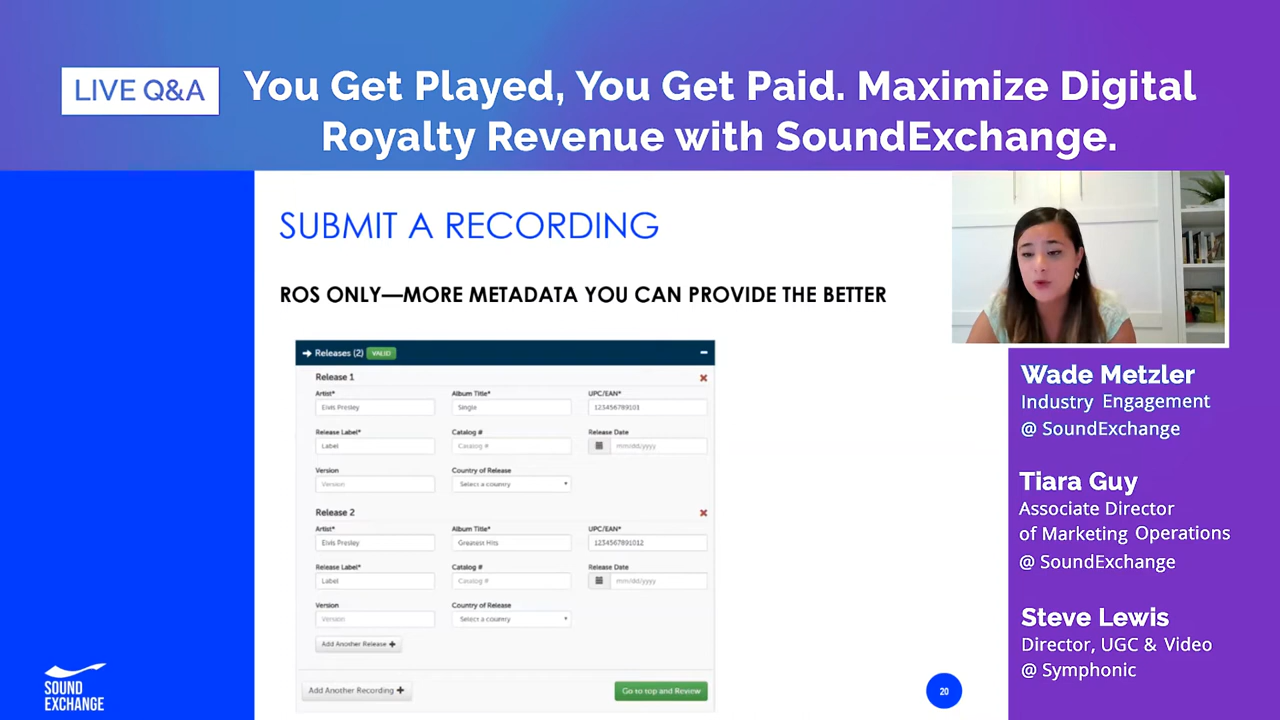 LIVE Q&A
You Get Played, You Get Paid. Maximize Digital
Royalty Revenue with SoundExchange.
SUBMIT A RECORDING
ROS ONLY—MORE METADATA YOU CAN PROVIDE THE BETTER
Releases (2) VALID
Release 1
Artist* Album Title* UPC/EAN*
Elvis Presley Single 123456789101
Release Label* Catalog # Release Date
Label Catalog # mm/dd/yyyy
Version Country of Release
Version Select a country
Release 2
Artist* Album Title* UPC/EAN*
Elvis Presley Greatest Hits 1234567891012
Release Label* Catalog # Release Date
Label Catalog # mm/dd/yyyy
Version Country of Release
Version Select a country
Add Another Release +
Add Another Recording +
Go to top and Review
20
SOUND
EXCHANGE
Wade Metzler
Industry Engagement
@ SoundExchange
Tiara Guy
Associate Director
of Marketing Operations
@ SoundExchange
Steve Lewis
Director, UGC & Video
@ Symphonic